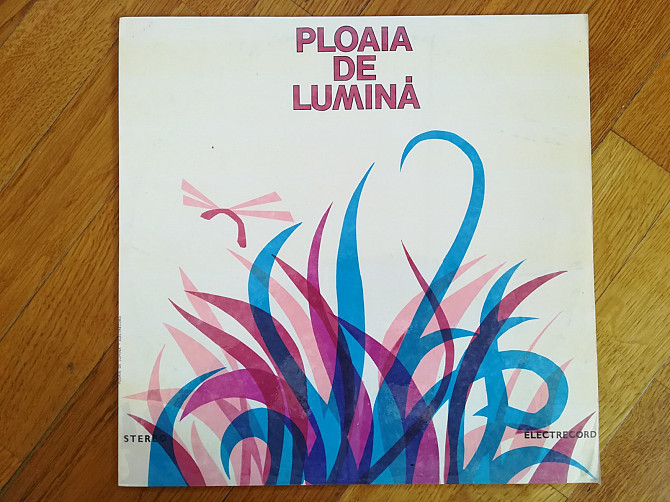 PLOAIA
DE
LUMINĂ
STEREO
ELECTRECORD